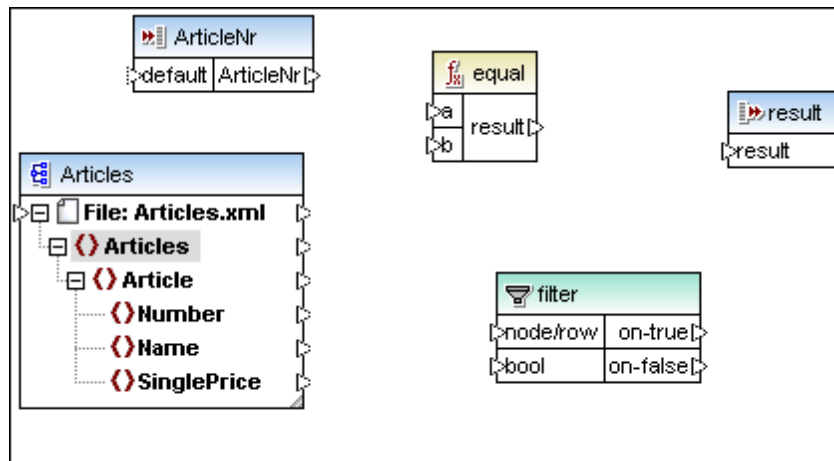 ArticleNr
default ArticleNr
equal
a
result
b
result
result
Articles
File: Articles.xml
Articles
Article
Number
Name
SinglePrice
filter
node/row on-true
bool on-false